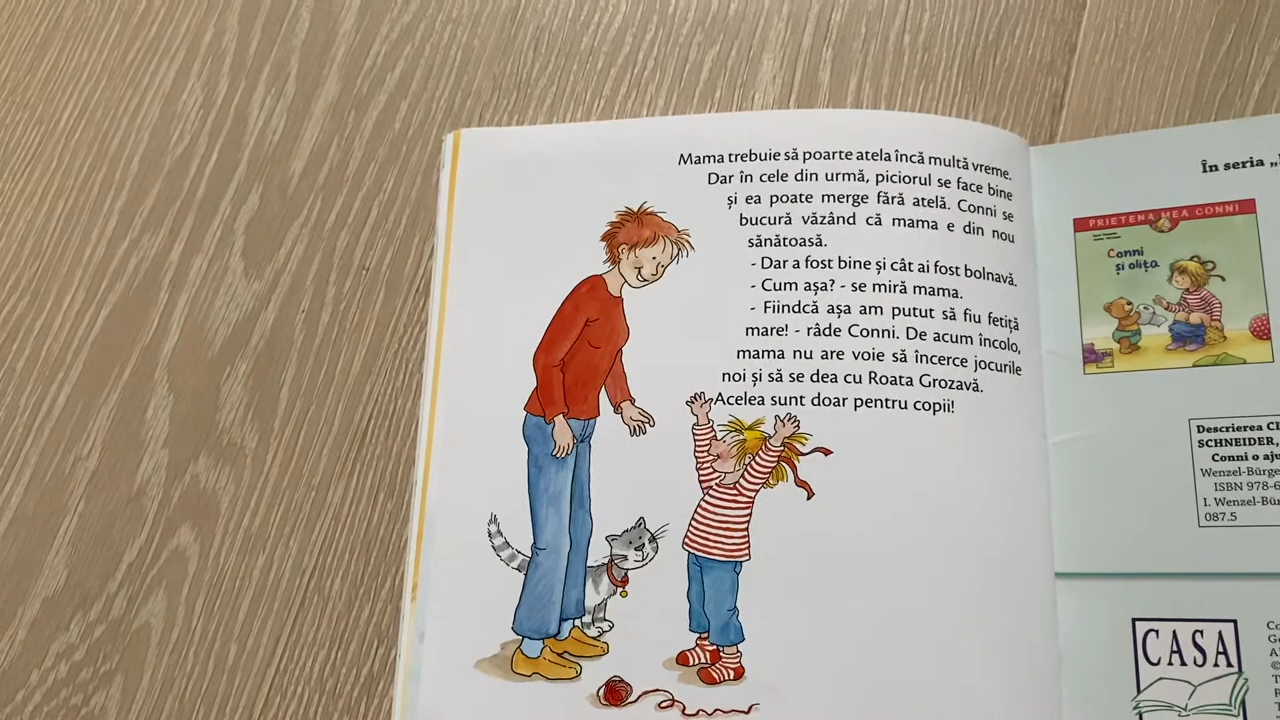 Mama trebuie să poarte atela încă multă vreme.
Dar în cele din urmă, piciorul se face bine
și ea poate merge fără atelă. Conni se
bucură văzând că mama e din nou
sănătoasă.
- Dar a fost bine și cât ai fost bolnavă.
- Cum așa? - se miră mama.
- Fiindcă așa am putut să fiu fetiță
mare! - râde Conni. De acum încolo,
mama nu are voie să încerce jocurile
noi și să se dea cu Roata Grozavă.
Acelea sunt doar pentru copii!
În seria
PRIETENA MEA CONNI
Conni
și olița
Descrierea
SCHNEIDER,
Conni o
ISBN 978-6
I.
087.5
CASA